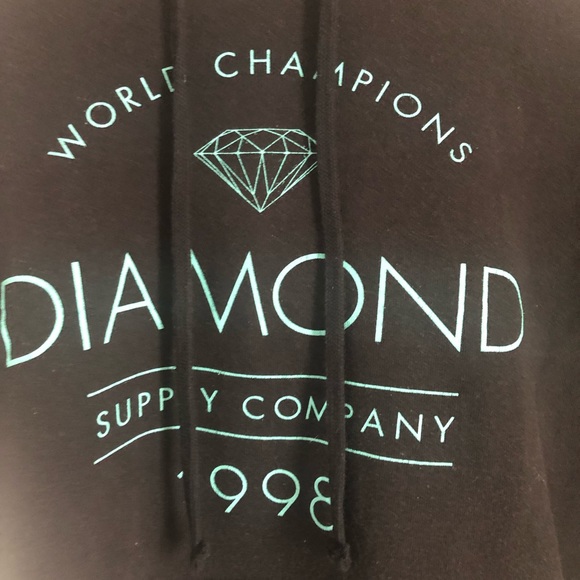 WORLD CHAMPIONS
DIAMOND
SUPPLY COMPANY
1998